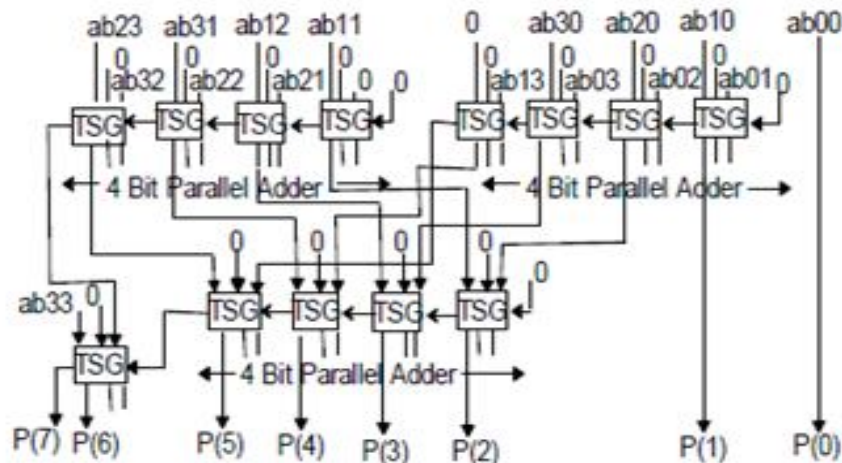 ab23 ab31 ab12 ab11 0 ab30 ab20 ab10 ab00
0 0 0 0 0 0 0 0
ab32 ab22 ab21 0 0 ab13 ab03 ab02 ab01 0
TSG TSG TSG TSG TSG TSG TSG TSG
4 Bit Parallel Adder 4 Bit Parallel Adder
0 0 0 0 0
ab33 0 TSG TSG TSG TSG
TSG 4 Bit Parallel Adder
P(7) P(6) P(5) P(4) P(3) P(2) P(1) P(0)